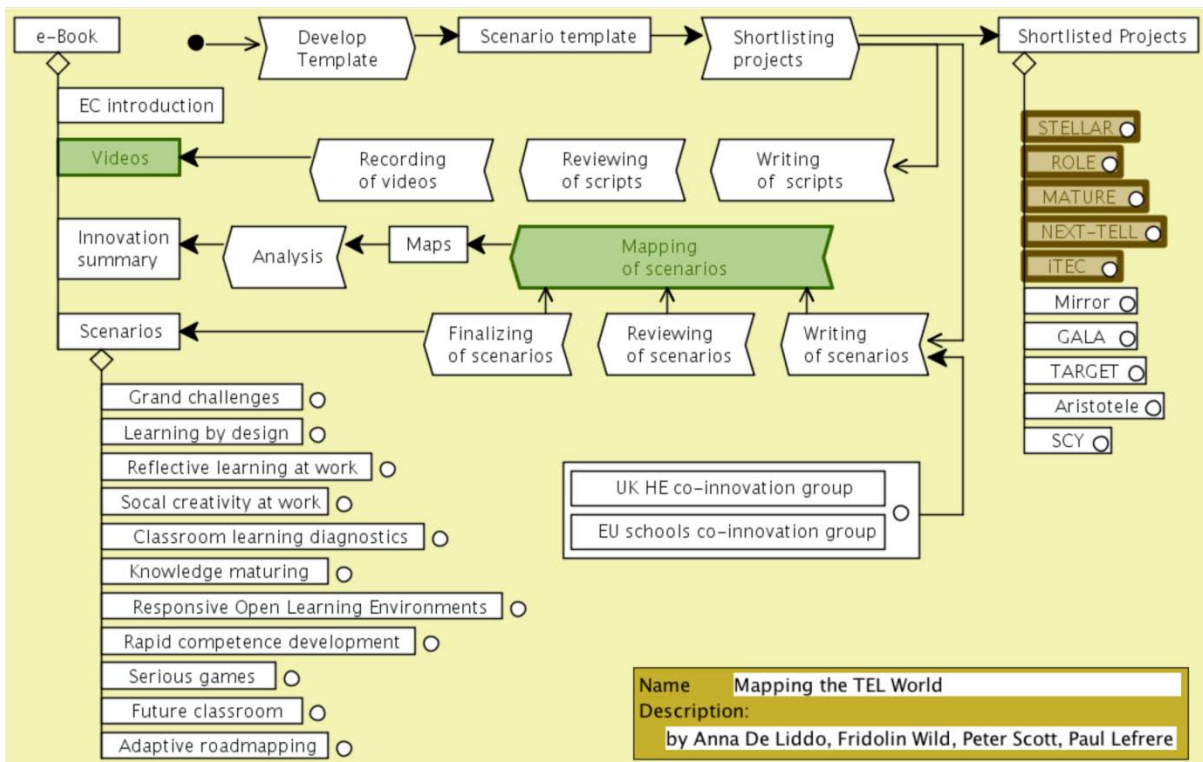 e-Book
Develop
Template
Scenario template
Shortlisting
projects
Shortlisted Projects
EC introduction
Videos
Recording
of videos
Reviewing
of scripts
Writing
of scripts
Innovation
summary
Analysis
Maps
Mapping
of scenarios
Scenarios
Finalizing
of scenarios
Reviewing
of scenarios
Writing
of scenarios
Grand challenges
Learning by design
Reflective learning at work
Socal creativity at work
Classroom learning diagnostics
Knowledge maturing
Responsive Open Learning Environments
Rapid competence development
Serious games
Future classroom
Adaptive roadmapping
UK HE co-innovation group
EU schools co-innovation group
STELLAR
ROLE
MATURE
NEXT-TELL
iTEC
Mirror
GALA
TARGET
Aristotele
SCY
Name Mapping the TEL World
Description:
by Anna De Liddo, Fridolin Wild, Peter Scott, Paul Lefrere